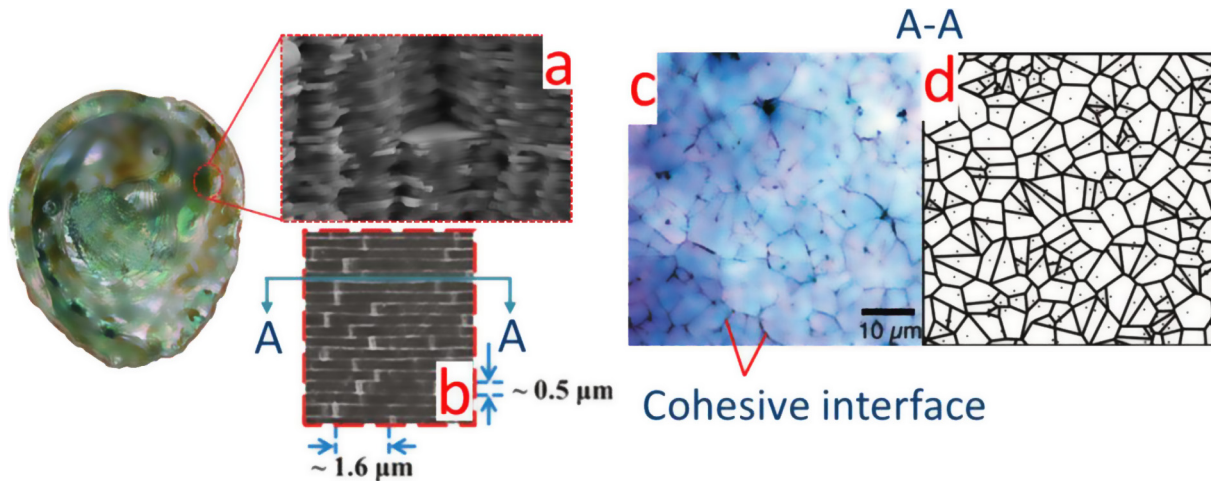 A-A
a
c
d
A
A
b
~ 0.5 µm
~ 1.6 µm
10 µm
Cohesive interface